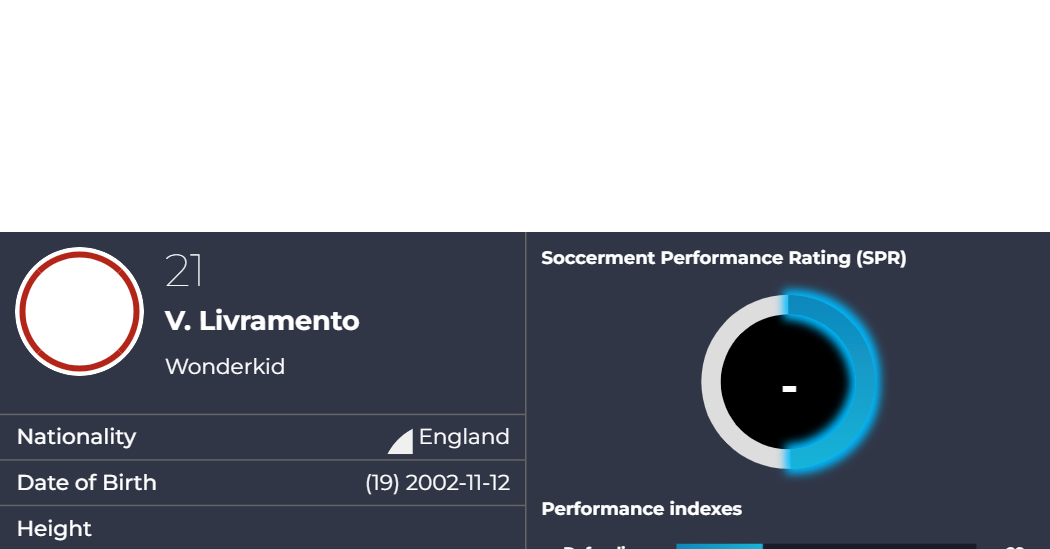 21
V. Livramento
Wonderkid
Nationality England
Date of Birth (19) 2002-11-12
Height
Soccerment Performance Rating (SPR)
-
Performance indexes